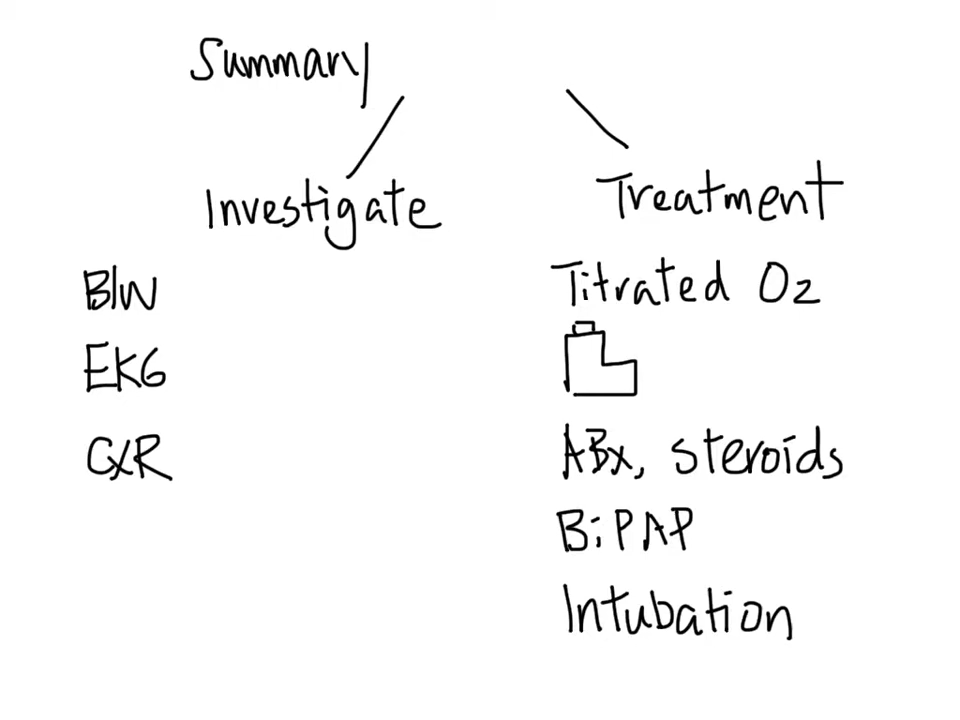 Summary
Investigate
Treatment
B/W
EKG
CXR
Titrated O2
ABx, steroids
BiPAP
Intubation